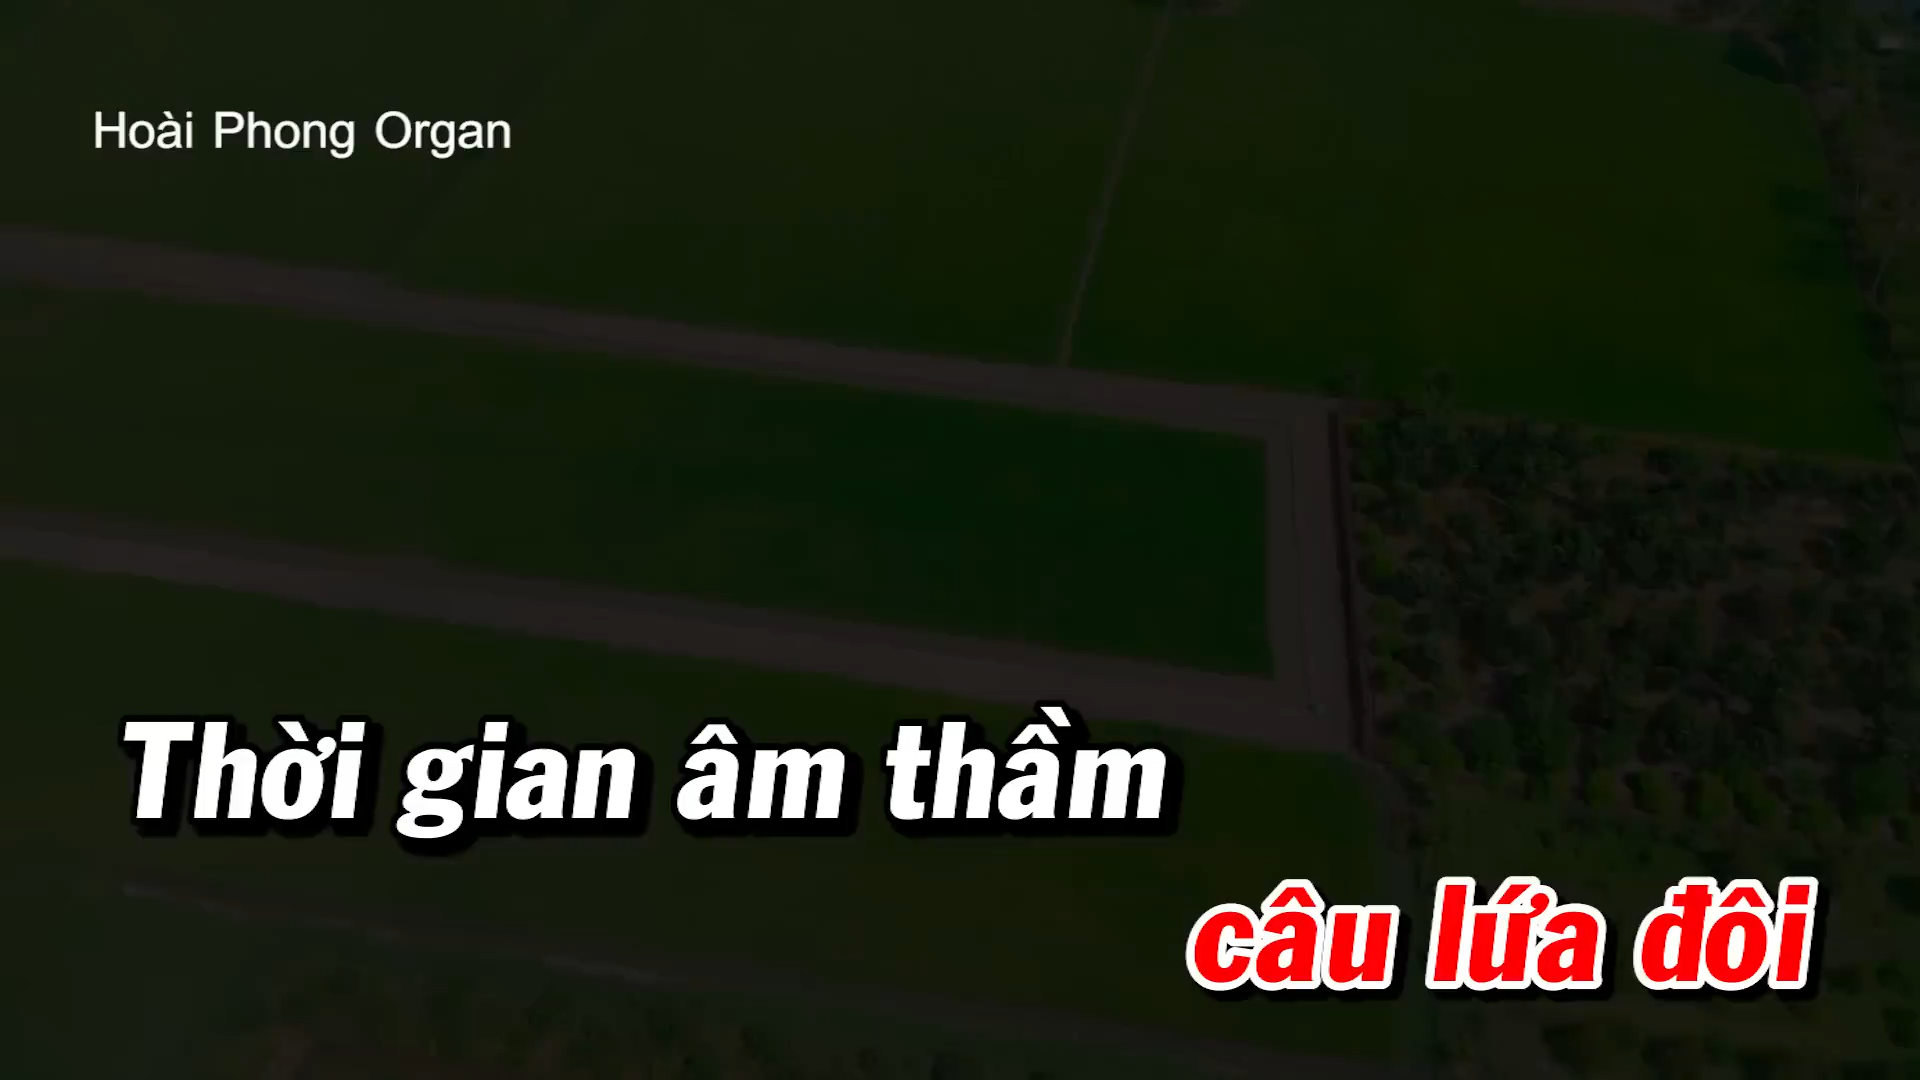 Hoài Phong Organ
Thời gian âm thầm
câu lứa đôi